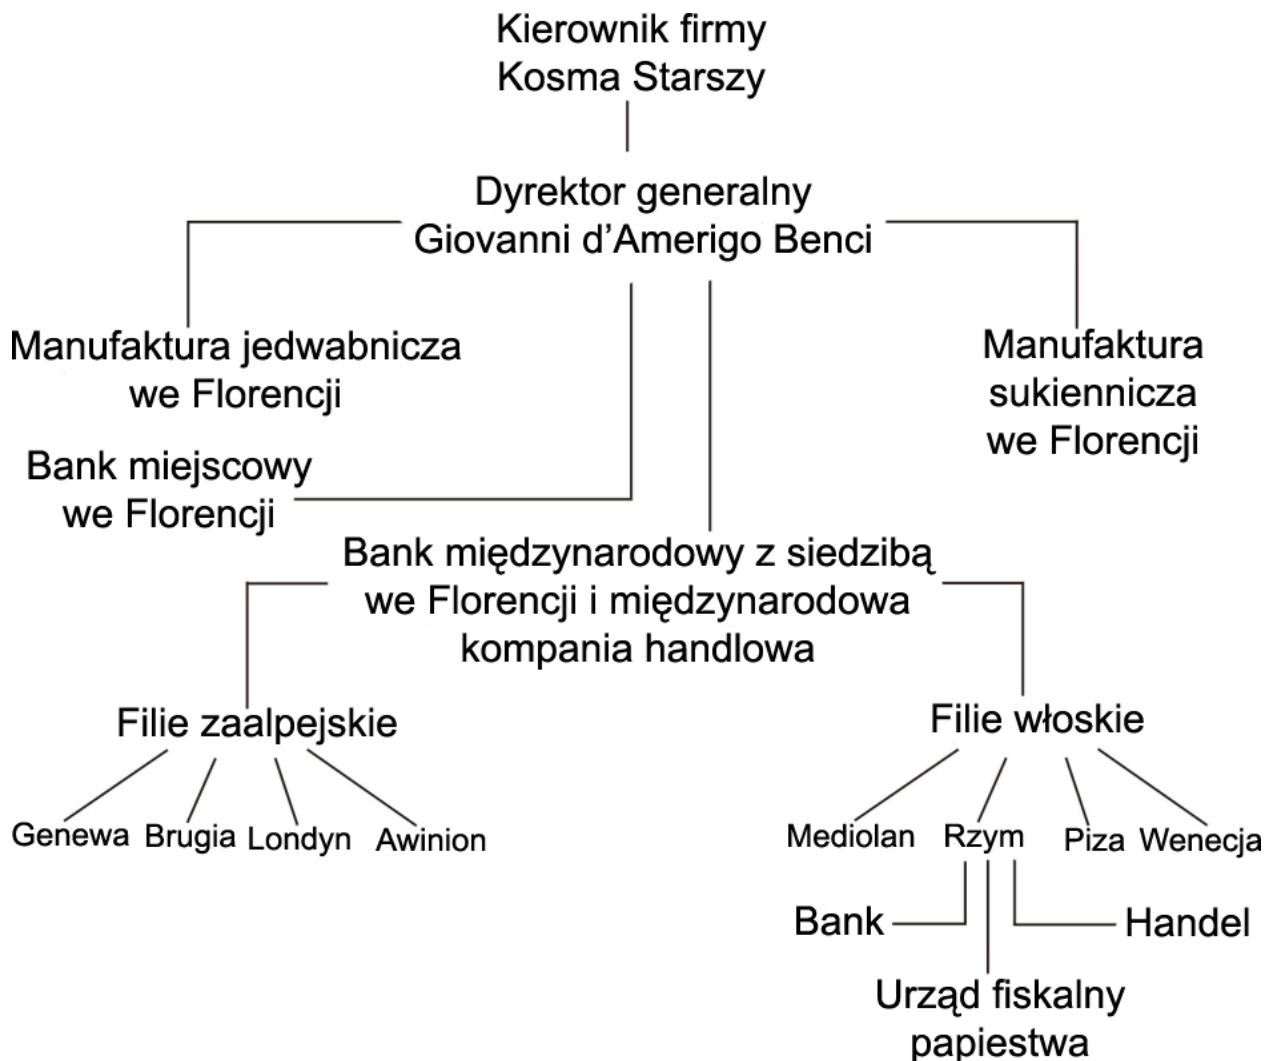 Kierownik firmy
Kosma Starszy
Dyrektor generalny
Giovanni d'Amerigo Benci
Manufaktura jedwabnicza
we Florencji
Manufaktura
sukiennicza
we Florencji
Bank miejscowy
we Florencji
Bank międzynarodowy z siedzibą
we Florencji i międzynarodowa
kompania handlowa
Filie zaalpejskie
Genewa Brugia Londyn Awinion
Filie włoskie
Mediolan Rzym Piza Wenecja
Bank
Handel
Urząd fiskalny
papiestwa